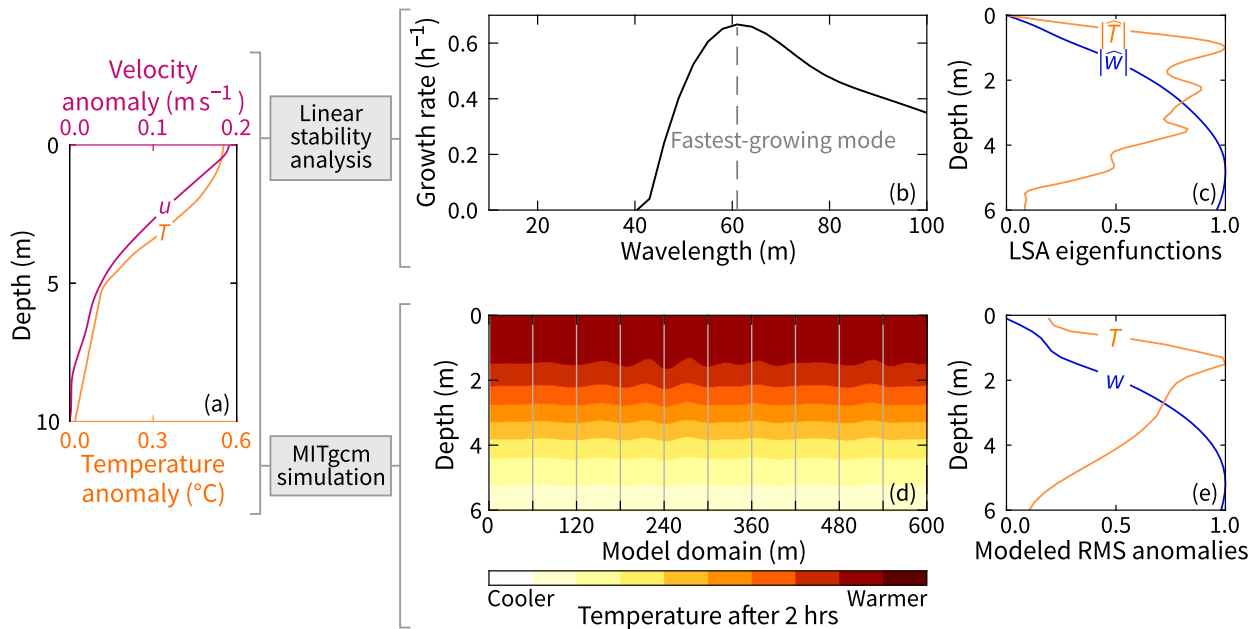 Velocity
anomaly (m s⁻¹)
0.0 0.1 0.2
0
5
10
Depth (m)
u
T
(a)
0.0 0.3 0.6
Temperature
anomaly (°C)
Linear
stability
analysis
MITgcm
simulation
Growth rate (h⁻¹)
0.6
0.4
0.2
0.0
Fastest-growing mode
(b)
20 40 60 80 100
Wavelength (m)
Depth (m)
0
2
4
6
|T̂|
|ŵ|
(c)
0.0 0.5 1.0
LSA eigenfunctions
Depth (m)
0
2
4
6
(d)
0 120 240 360 480 600
Model domain (m)
Cooler Warmer
Temperature after 2 hrs
Depth (m)
0
2
4
6
T
w
(e)
0.0 0.5 1.0
Modeled RMS anomalies